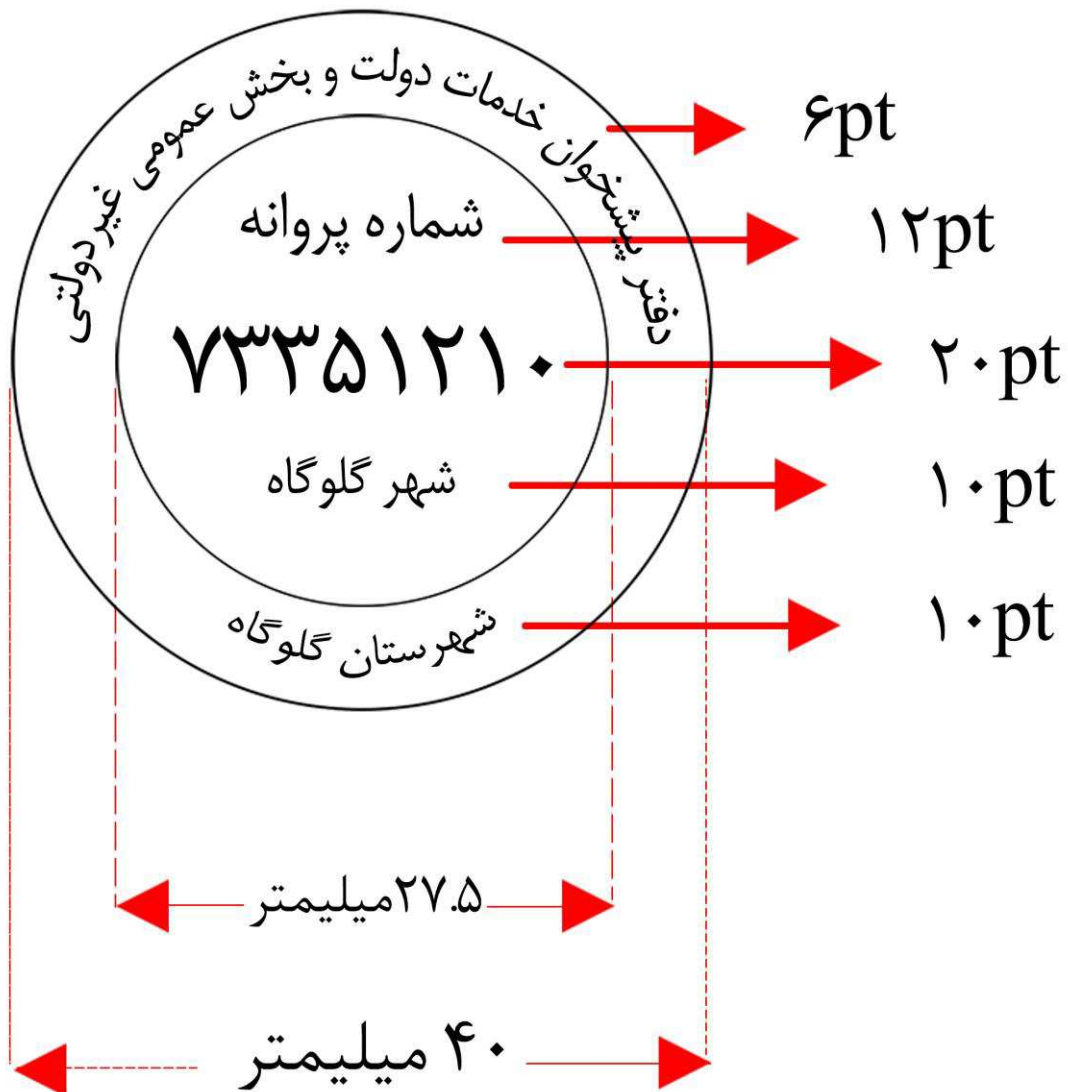 دفتر پیشخوان خدمات دولت و بخش عمومی غیردولتی
۶pt
شماره پروانه
۱۲pt
۷۳۳۵۱۲۱۰
۲۰pt
شهر گلوگاه
۱۰pt
شهرستان گلوگاه
۱۰pt
۲۷.۵میلیمتر
۴۰ میلیمتر